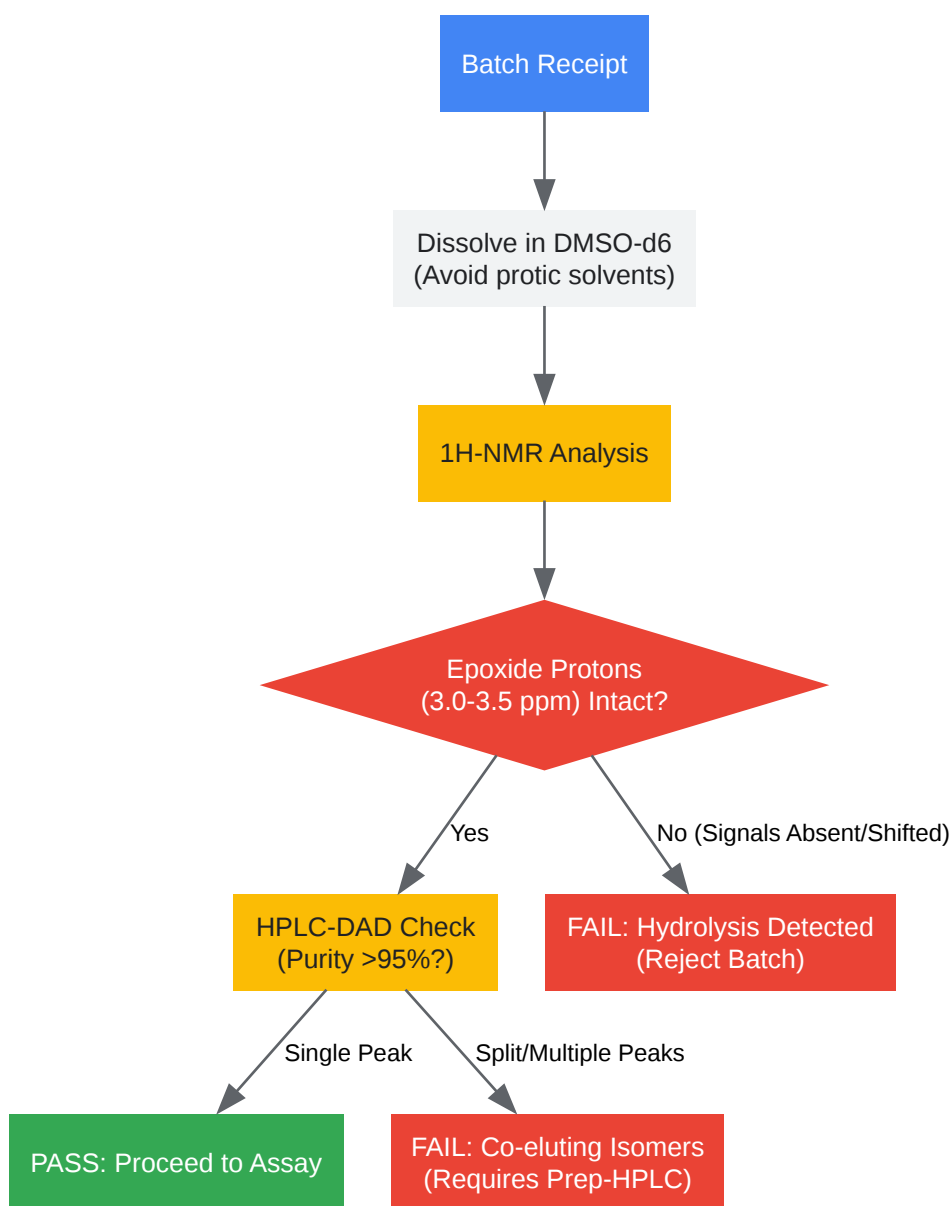 Batch Receipt
Dissolve in DMSO-d6
(Avoid protic solvents)
1H-NMR Analysis
Epoxide Protons
(3.0-3.5 ppm) Intact?
Yes
No (Signals Absent/Shifted)
HPLC-DAD Check
(Purity >95%?)
FAIL: Hydrolysis Detected
(Reject Batch)
Single Peak
Split/Multiple Peaks
PASS: Proceed to Assay
FAIL: Co-eluting Isomers
(Requires Prep-HPLC)